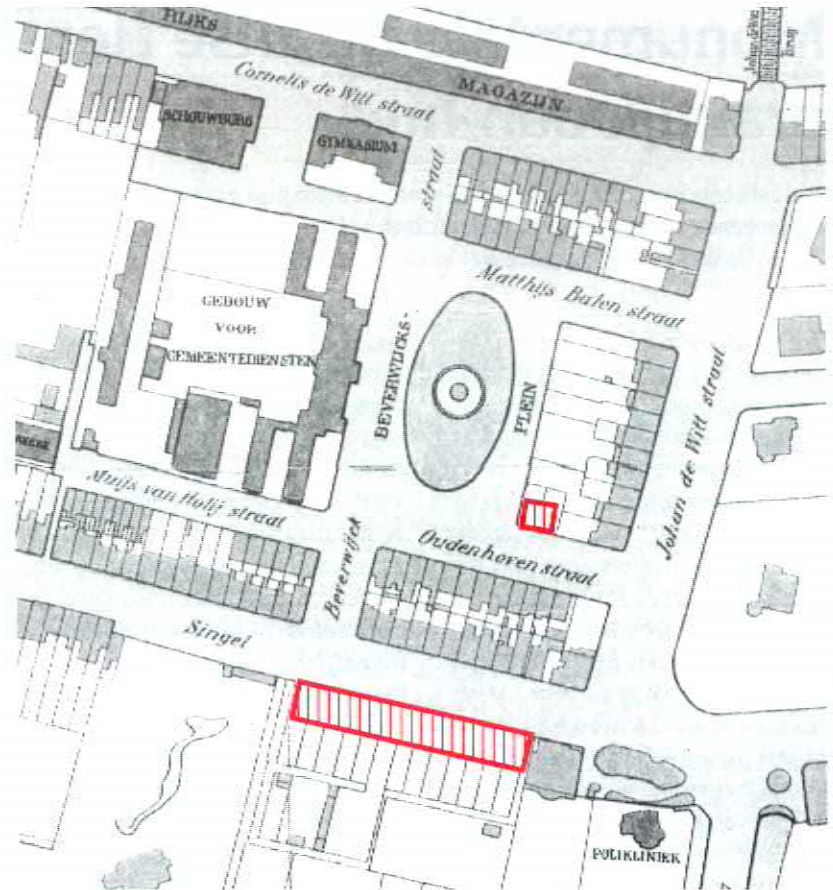 RIJKS
MAGAZIJN
Cornelis de Witt straat
SCHOUWBURG
GYMNASIUM
straat
Matthijs Balen straat
GEBOUW
VOOR
GEMEENTEDIENSTEN
BEVERWIJCKS-
PLEIN
Johan de Witt straat
Muijs van Holij straat
Oudenhoven straat
Beverwijck
Singel
POLIKLINIEK